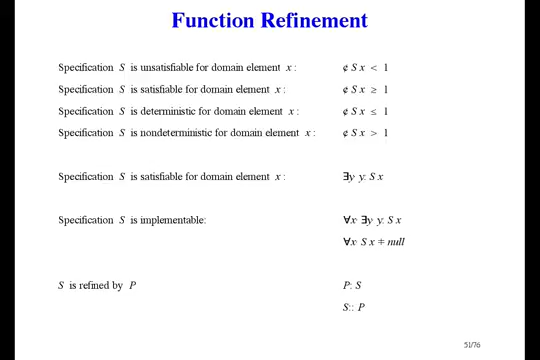 Function Refinement
Specification S is unsatisfiable for domain element x : ¢ S x < 1
Specification S is satisfiable for domain element x : ¢ S x ≥ 1
Specification S is deterministic for domain element x : ¢ S x ≤ 1
Specification S is nondeterministic for domain element x : ¢ S x > 1
Specification S is satisfiable for domain element x : ∃y· y: S x
Specification S is implementable: ∀x· ∃y· y: S x
∀x· S x ≠ null
S is refined by P P: S
S:: P
51/76